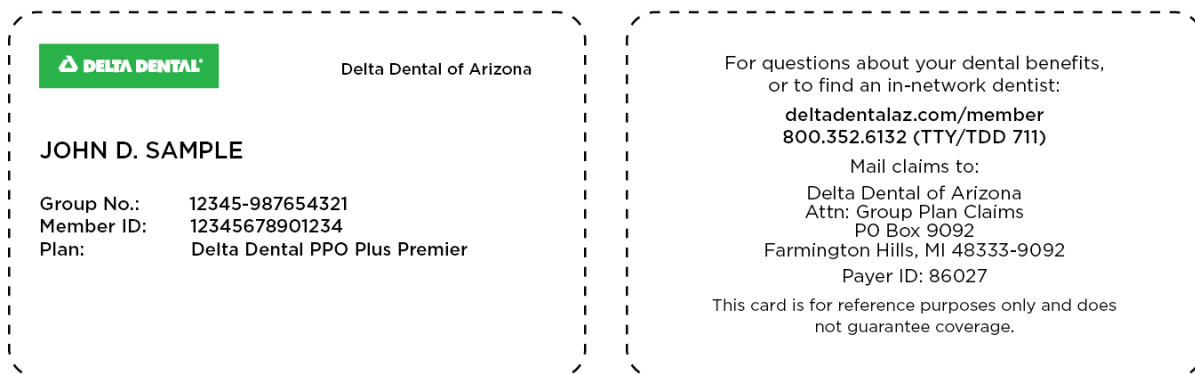 DELTA DENTAL®
Delta Dental of Arizona
JOHN D. SAMPLE
Group No.: 12345-987654321
Member ID: 12345678901234
Plan: Delta Dental PPO Plus Premier
For questions about your dental benefits,
or to find an in-network dentist:
deltadentalaz.com/member
800.352.6132 (TTY/TDD 711)
Mail claims to:
Delta Dental of Arizona
Attn: Group Plan Claims
PO Box 9092
Farmington Hills, MI 48333-9092
Payer ID: 86027
This card is for reference purposes only and does
not guarantee coverage.